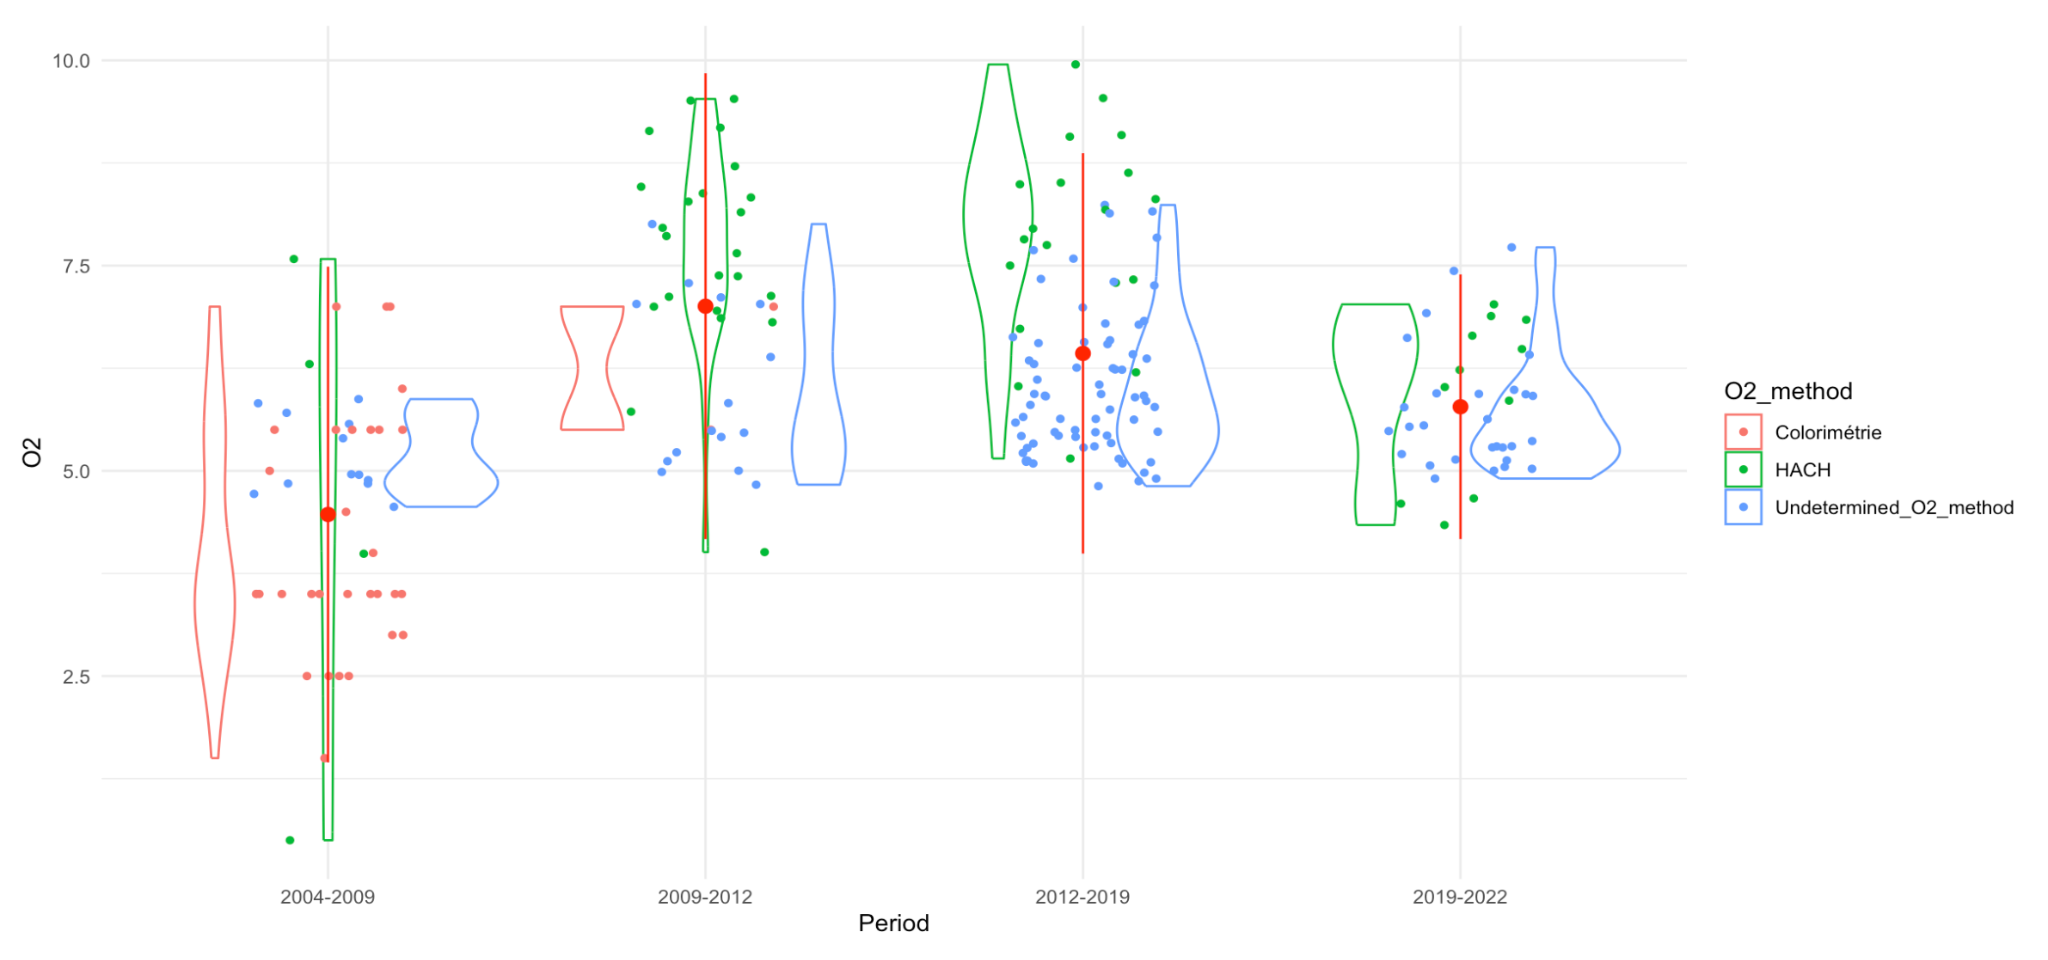 10.0
7.5
5.0
2.5
O2
2004-2009
2009-2012
2012-2019
2019-2022
Period
O2_method
Colorimétrie
HACH
Undetermined_O2_method